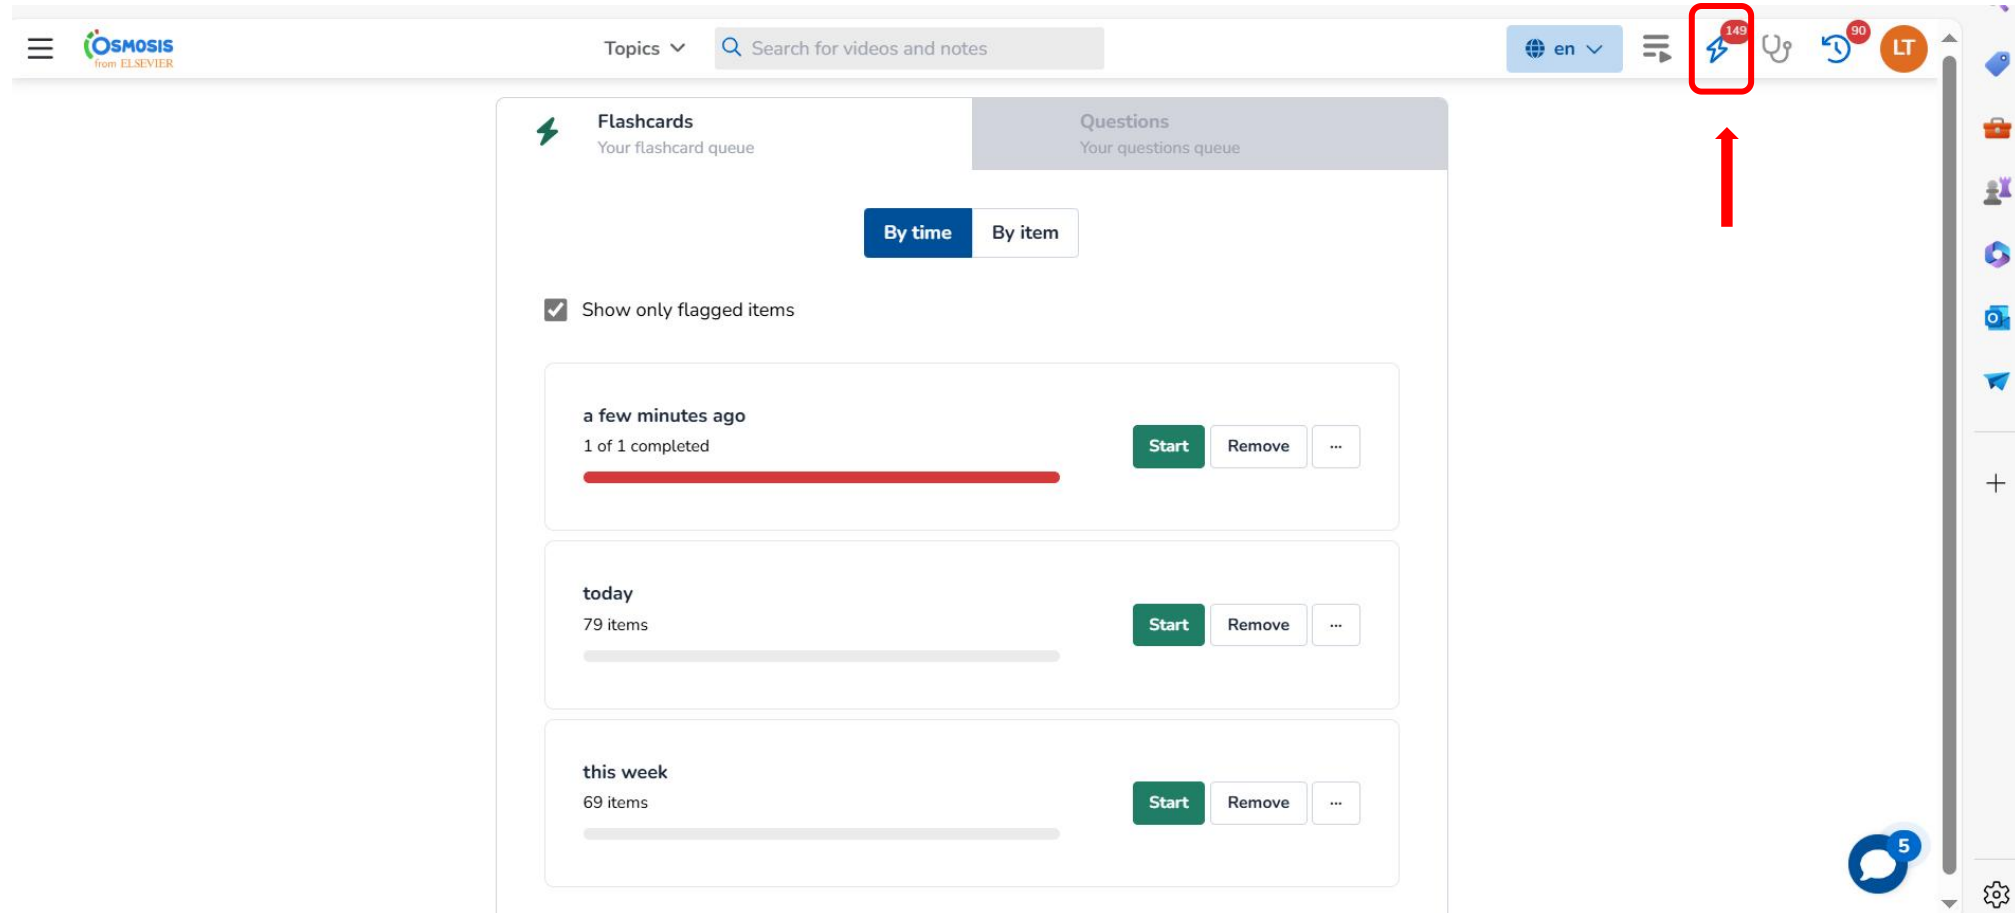 OSMOSIS
from ELSEVIER
Topics
Search for videos and notes
en
149
90
LT
Flashcards
Your flashcard queue
Questions
Your questions queue
By time
By item
Show only flagged items
a few minutes ago
1 of 1 completed
Start
Remove
...
today
79 items
Start
Remove
...
this week
69 items
Start
Remove
...
5